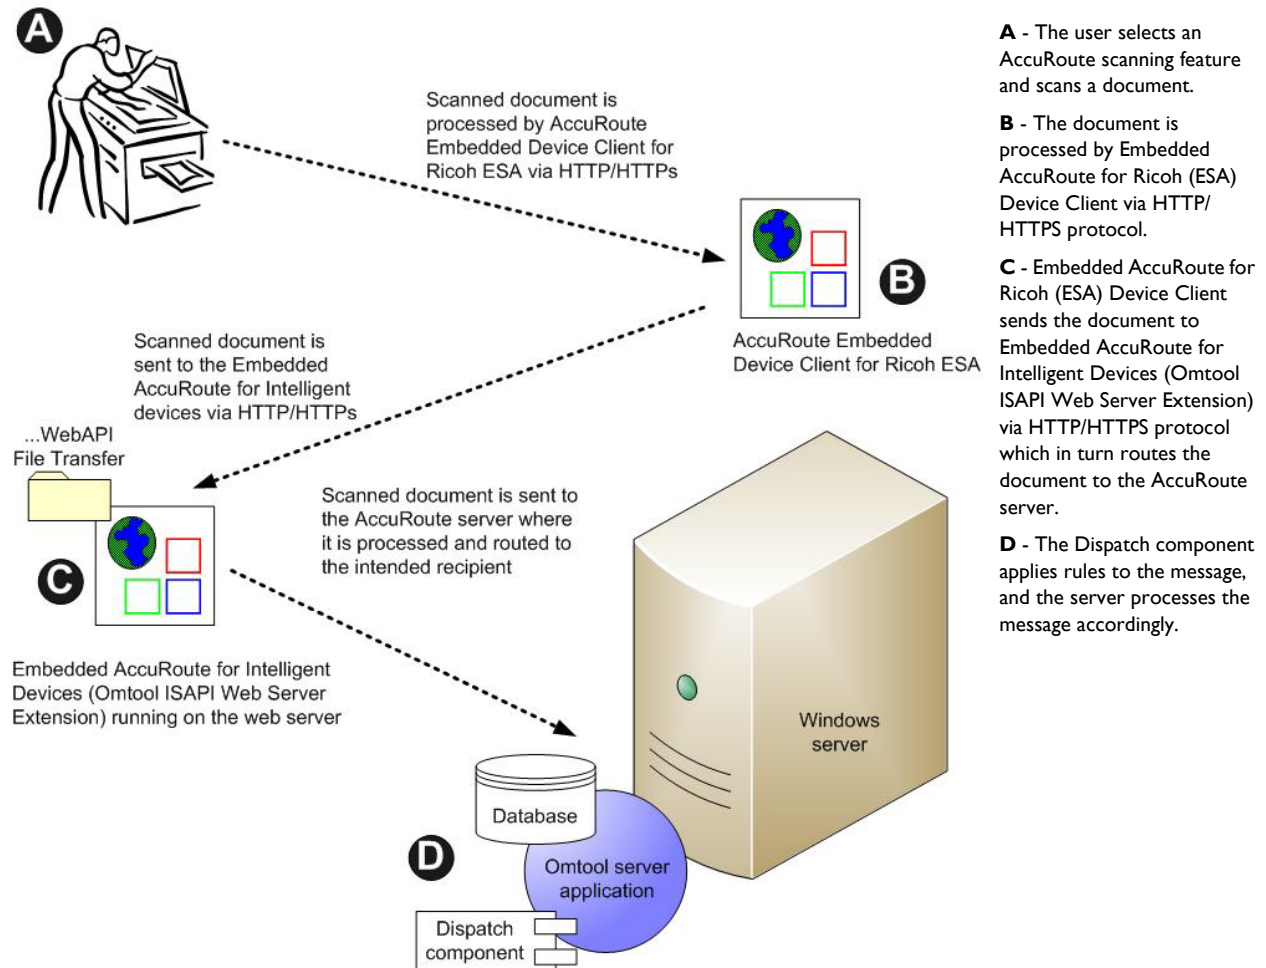 A
Scanned document is
processed by AccuRoute
Embedded Device Client for
Ricoh ESA via HTTP/HTTPs
B
AccuRoute Embedded
Device Client for Ricoh ESA
Scanned document is
sent to the Embedded
AccuRoute for Intelligent
devices via HTTP/HTTPs
...WebAPI
File Transfer
C
Embedded AccuRoute for Intelligent
Devices (Omtool ISAPI Web Server
Extension) running on the web server
Scanned document is sent to
the AccuRoute server where
it is processed and routed to
the intended recipient
Windows
server
Database
D
Omtool server
application
Dispatch
component
A - The user selects an
AccuRoute scanning feature
and scans a document.
B - The document is
processed by Embedded
AccuRoute for Ricoh (ESA)
Device Client via HTTP/
HTTPS protocol.
C - Embedded AccuRoute for
Ricoh (ESA) Device Client
sends the document to
Embedded AccuRoute for
Intelligent Devices (Omtool
ISAPI Web Server Extension)
via HTTP/HTTPS protocol
which in turn routes the
document to the AccuRoute
server.
D - The Dispatch component
applies rules to the message,
and the server processes the
message accordingly.